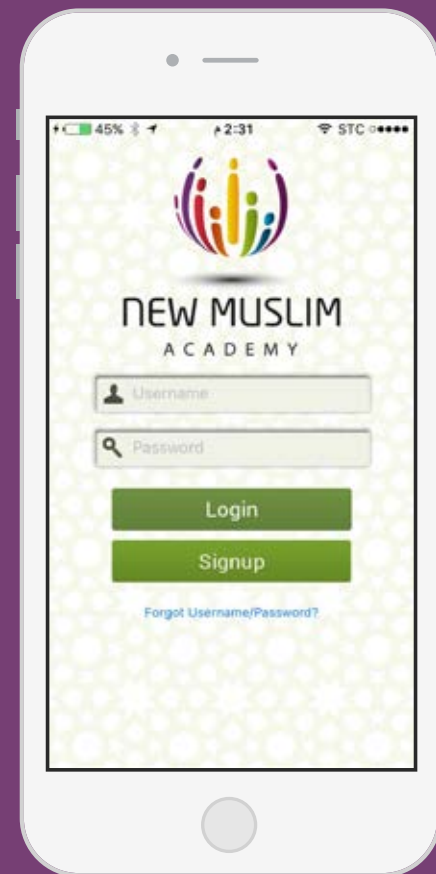 45% م 2:31 STC
NEW MUSLIM
ACADEMY
Username
Password
Login
Signup
Forgot Username/Password?